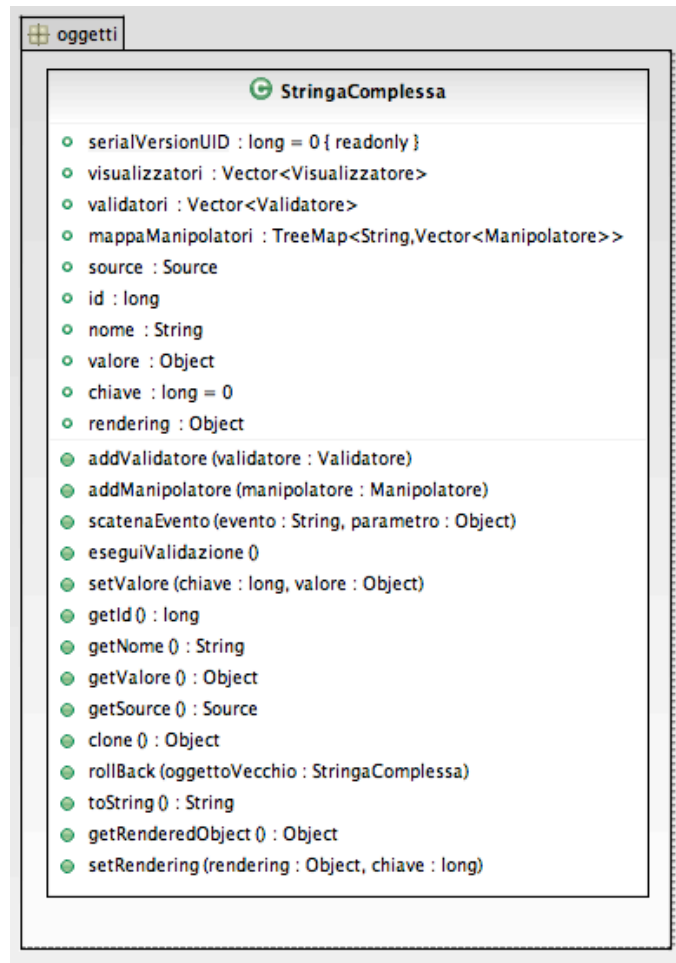 oggetti
StringaComplessa
serialVersionUID : long = 0 { readonly }
visualizzatori : Vector<Visualizzatore>
validatori : Vector<Validatore>
mappaManipolatori : TreeMap<String,Vector<Manipolatore>>
source : Source
id : long
nome : String
valore : Object
chiave : long = 0
rendering : Object
addValidatore (validatore : Validatore)
addManipolatore (manipolatore : Manipolatore)
scatenaEvento (evento : String, parametro : Object)
eseguiValidazione ()
setValore (chiave : long, valore : Object)
getId () : long
getNome () : String
getValore () : Object
getSource () : Source
clone () : Object
rollBack (oggettoVecchio : StringaComplessa)
toString () : String
getRenderedObject () : Object
setRendering (rendering : Object, chiave : long)